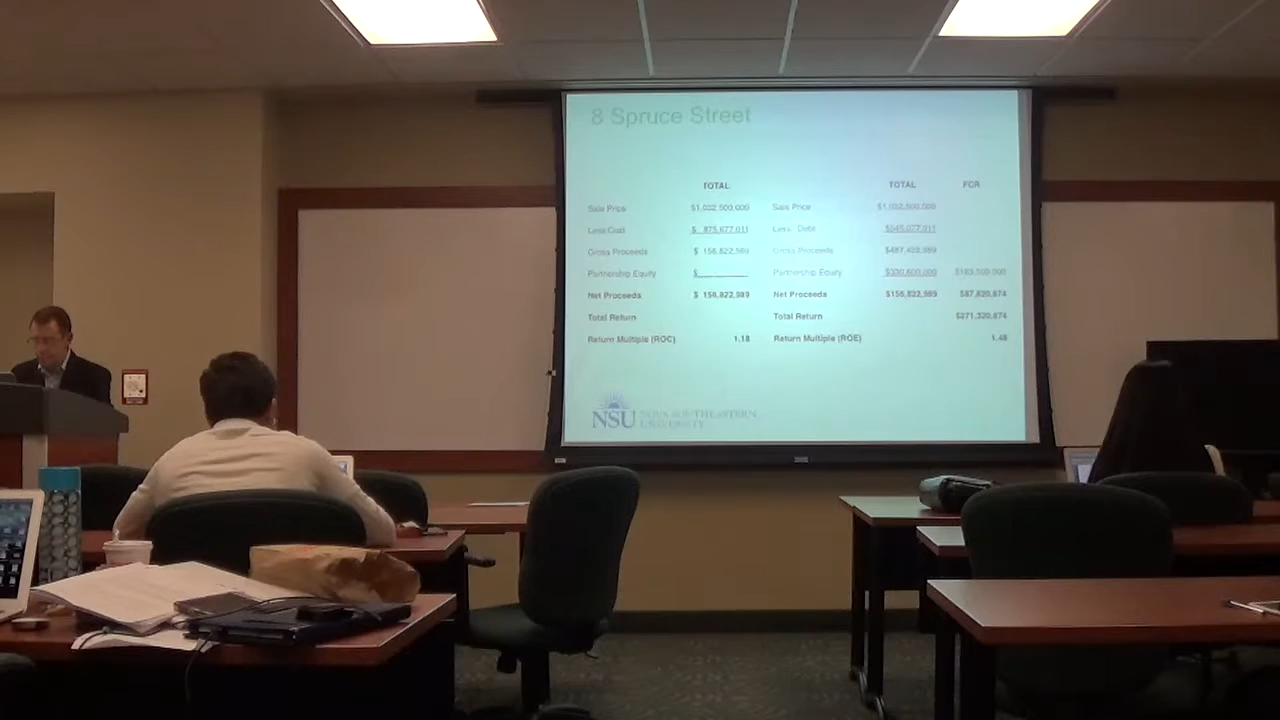 8 Spruce Street
TOTAL TOTAL FCR
Sale Price $1,032,500,000 Sale Price $1,032,500,000
Less Cost $ 875,677,011 Less: Debt $545,077,011
Gross Proceeds $ 156,822,989 Gross Proceeds $487,422,989
Partnership Equity $ Partnership Equity $330,600,000 $183,500,000
Net Proceeds $ 156,822,989 Net Proceeds $156,822,989 $87,820,874
Total Return Total Return $271,320,874
Return Multiple (ROC) 1.18 Return Multiple (ROE) 1.48
NSU NOVA SOUTHEASTERN
UNIVERSITY